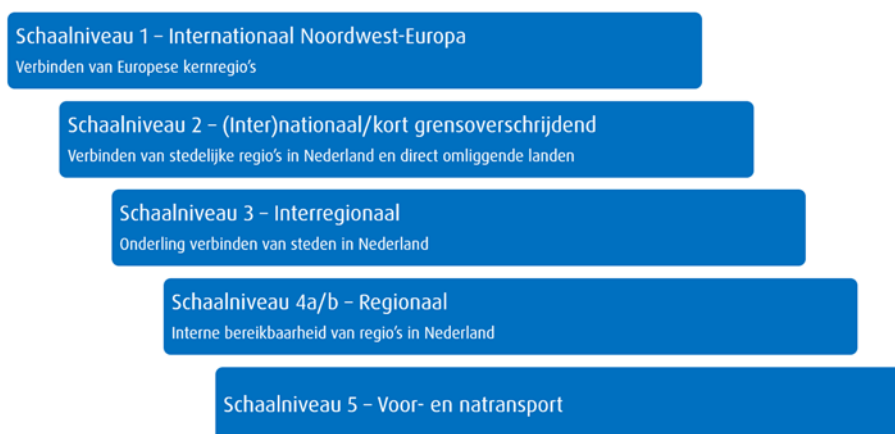 Schaalniveau 1 – Internationaal Noordwest-Europa
Verbinden van Europese kernregio's
Schaalniveau 2 – (Inter)nationaal/kort grensoverschrijdend
Verbinden van stedelijke regio's in Nederland en direct omliggende landen
Schaalniveau 3 – Interregionaal
Onderling verbinden van steden in Nederland
Schaalniveau 4a/b – Regionaal
Interne bereikbaarheid van regio's in Nederland
Schaalniveau 5 – Voor- en natransport